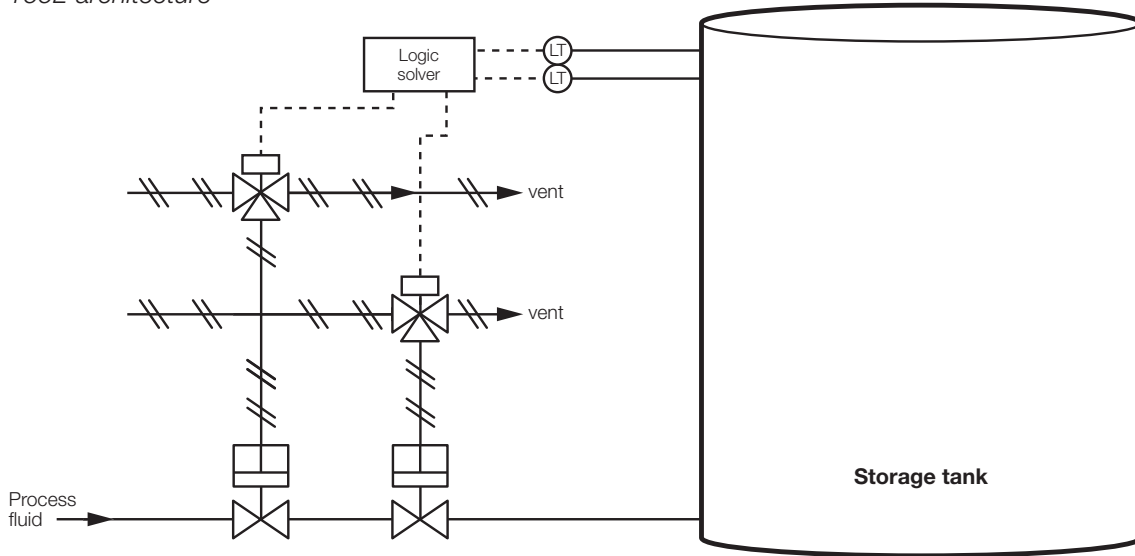 1oo2 architecture
Logic
solver
LT
LT
vent
vent
Storage tank
Process
fluid